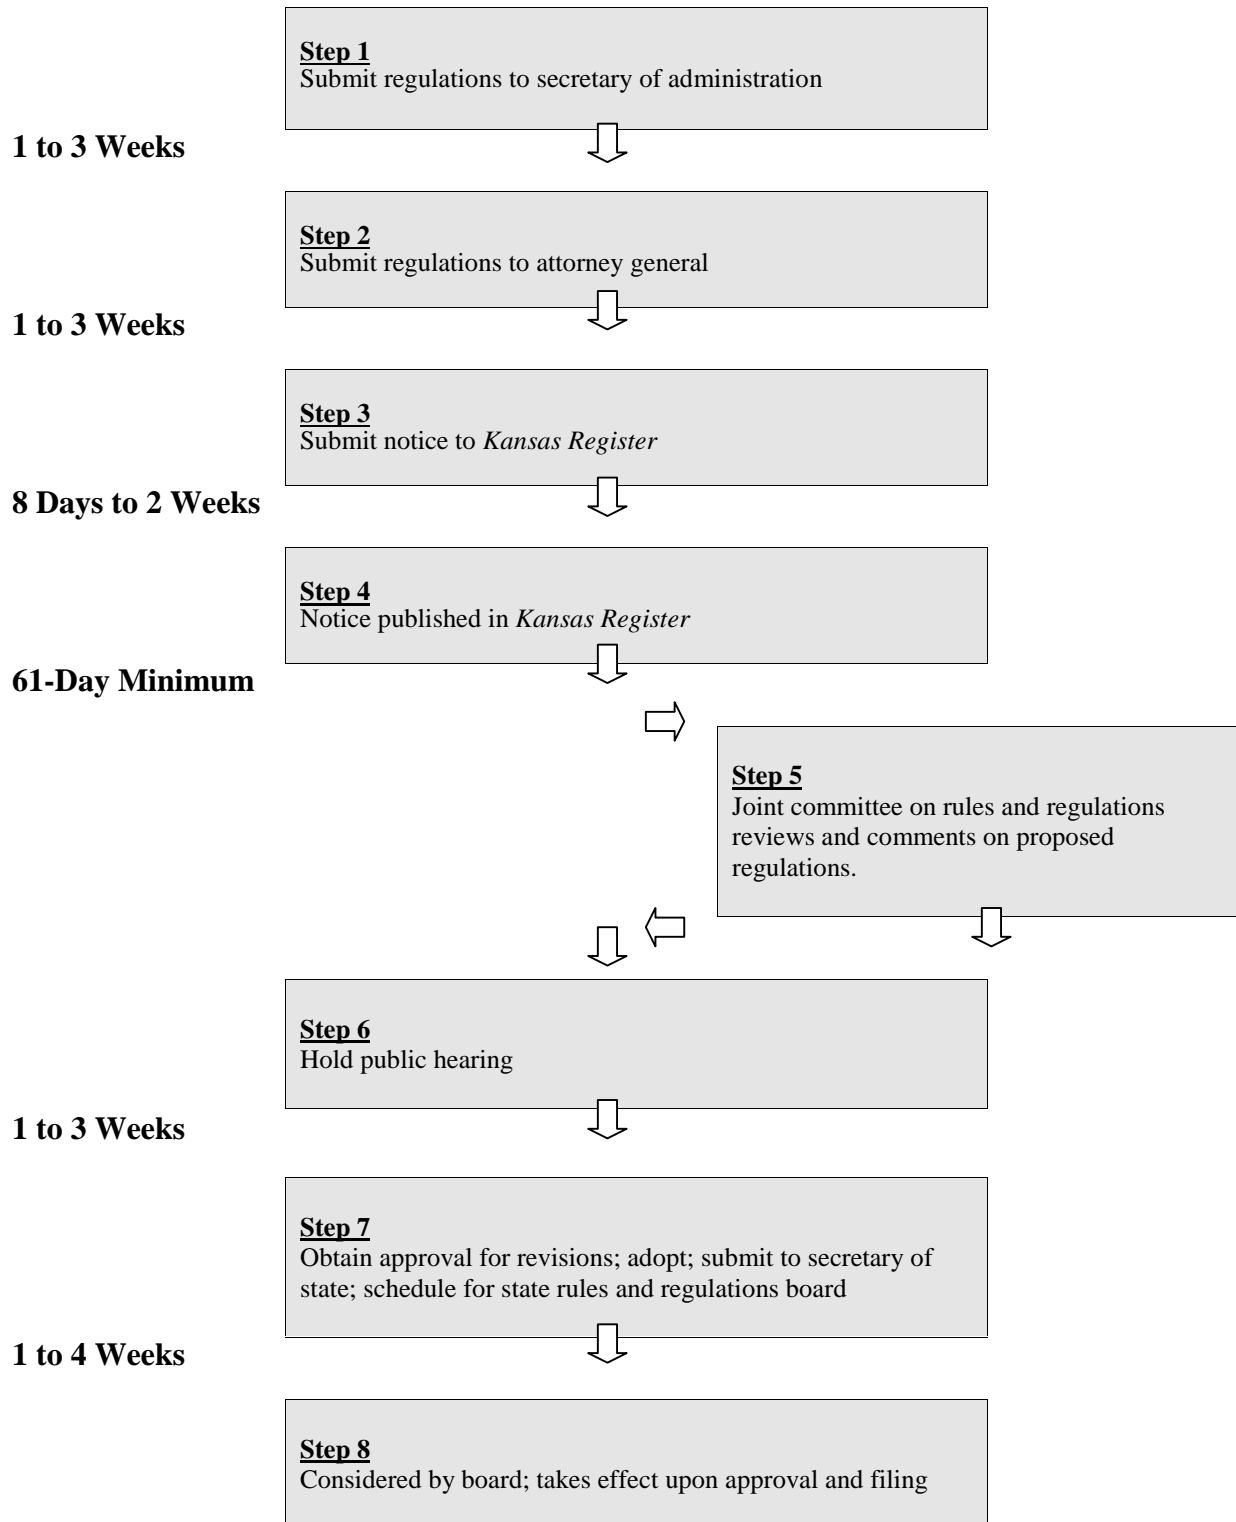 Step 1
Submit regulations to secretary of administration
1 to 3 Weeks
Step 2
Submit regulations to attorney general
1 to 3 Weeks
Step 3
Submit notice to Kansas Register
8 Days to 2 Weeks
Step 4
Notice published in Kansas Register
61-Day Minimum
Step 5
Joint committee on rules and regulations
reviews and comments on proposed
regulations.
Step 6
Hold public hearing
1 to 3 Weeks
Step 7
Obtain approval for revisions; adopt; submit to secretary of
state; schedule for state rules and regulations board
1 to 4 Weeks
Step 8
Considered by board; takes effect upon approval and filing